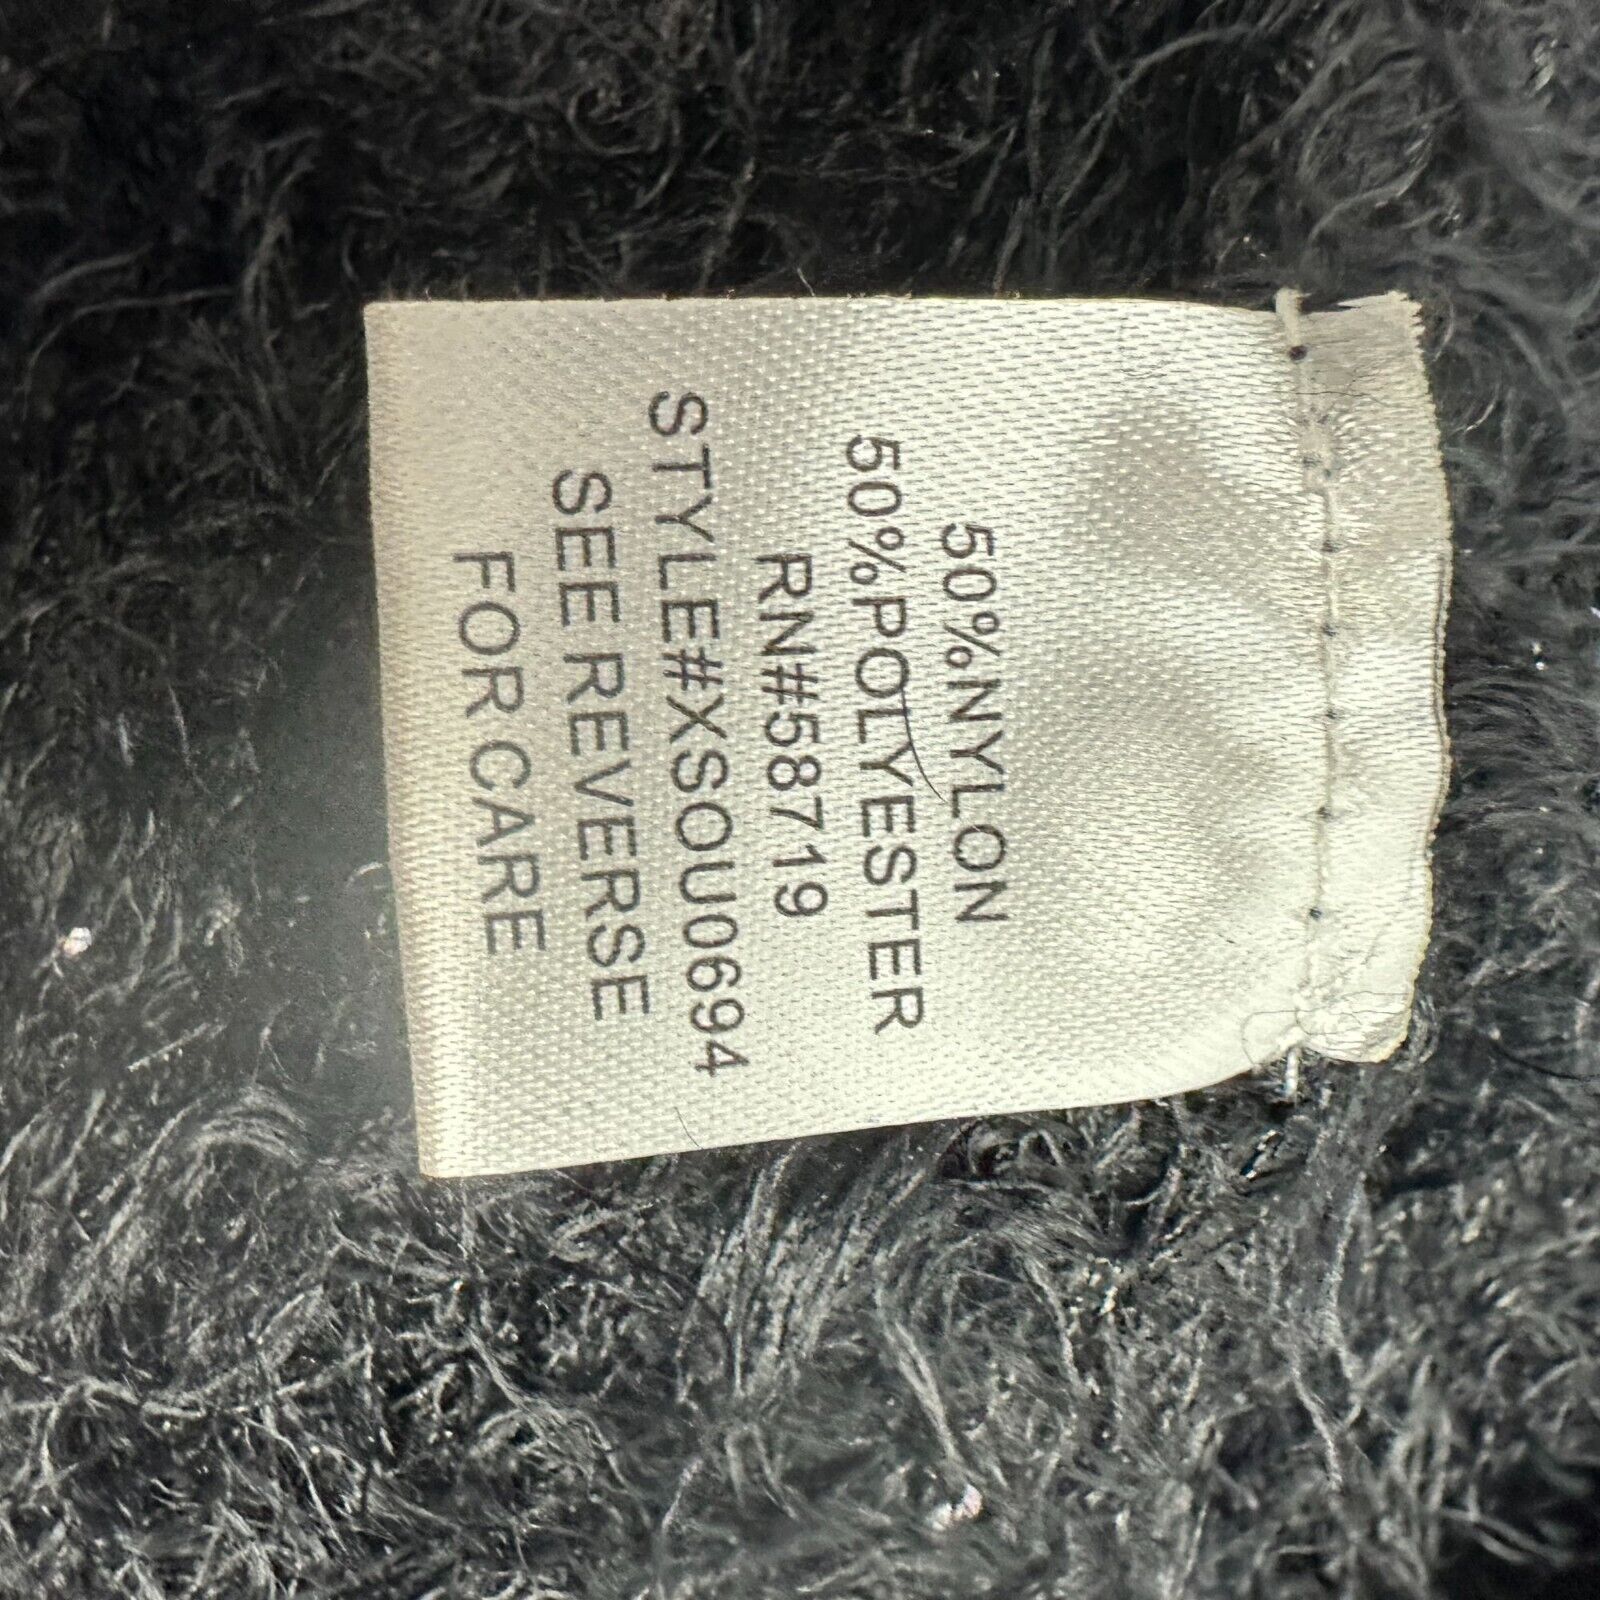 50%NYLON
50%POLYESTER
RN#58719
STYLE#XSOU0694
SEE REVERSE
FOR CARE